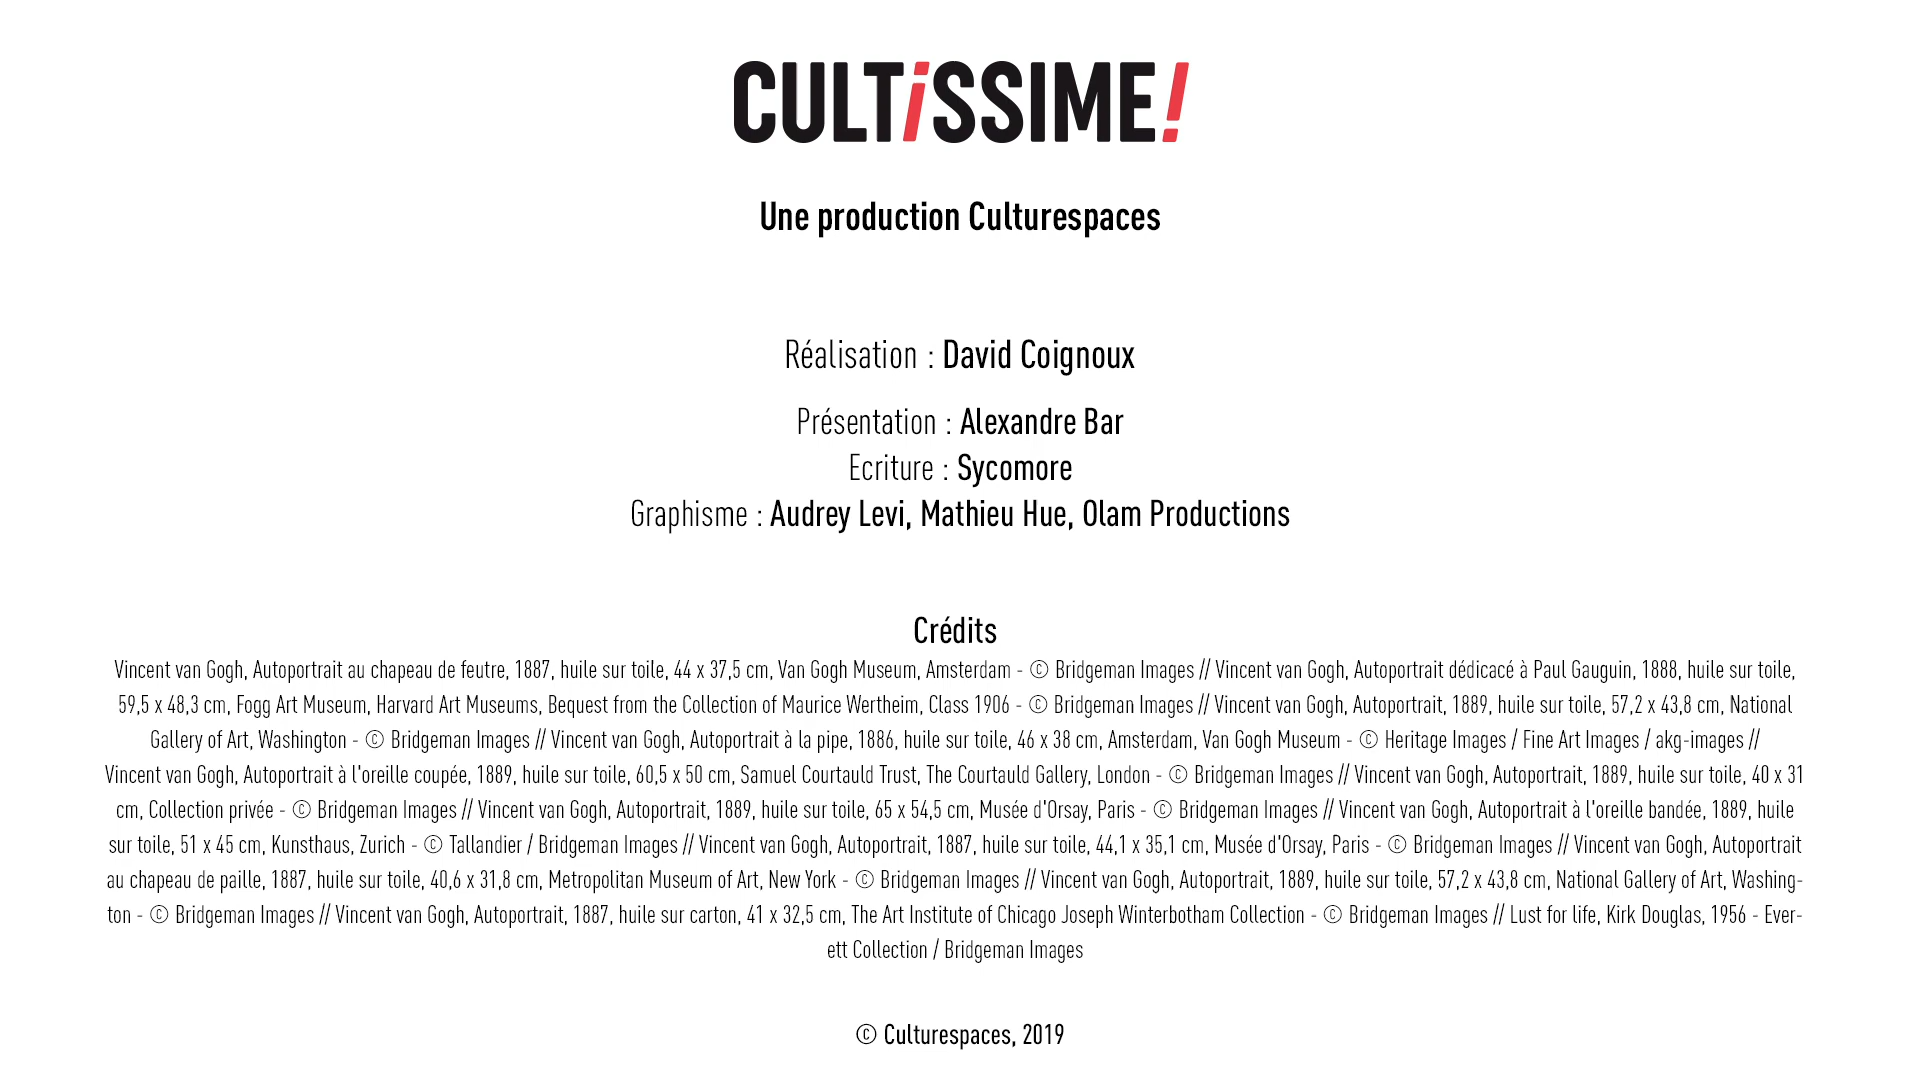 CULTiSSIME!
Une production Culturespaces
Réalisation : David Coignoux
Présentation : Alexandre Bar
Ecriture : Sycomore
Graphisme : Audrey Levi, Mathieu Hue, Olam Productions
Crédits
Vincent van Gogh, Autoportrait au chapeau de feutre, 1887, huile sur toile, 44 x 37,5 cm, Van Gogh Museum, Amsterdam - © Bridgeman Images // Vincent van Gogh, Autoportrait dédicacé à Paul Gauguin, 1888, huile sur toile,
59,5 x 48,3 cm, Fogg Art Museum, Harvard Art Museums, Bequest from the Collection of Maurice Wertheim, Class 1906 - © Bridgeman Images // Vincent van Gogh, Autoportrait, 1889, huile sur toile, 57,2 x 43,8 cm, National
Gallery of Art, Washington - © Bridgeman Images // Vincent van Gogh, Autoportrait à la pipe, 1886, huile sur toile, 46 x 38 cm, Amsterdam, Van Gogh Museum - © Heritage Images / Fine Art Images / akg-images //
Vincent van Gogh, Autoportrait à l'oreille coupée, 1889, huile sur toile, 60,5 x 50 cm, Samuel Courtauld Trust, The Courtauld Gallery, London - © Bridgeman Images // Vincent van Gogh, Autoportrait, 1889, huile sur toile, 40 x 31
cm, Collection privée - © Bridgeman Images // Vincent van Gogh, Autoportrait, 1889, huile sur toile, 65 x 54,5 cm, Musée d'Orsay, Paris - © Bridgeman Images // Vincent van Gogh, Autoportrait à l'oreille bandée, 1889, huile
sur toile, 51 x 45 cm, Kunsthaus, Zurich - © Tallandier / Bridgeman Images // Vincent van Gogh, Autoportrait, 1887, huile sur toile, 44,1 x 35,1 cm, Musée d'Orsay, Paris - © Bridgeman Images // Vincent van Gogh, Autoportrait
au chapeau de paille, 1887, huile sur toile, 40,6 x 31,8 cm, Metropolitan Museum of Art, New York - © Bridgeman Images // Vincent van Gogh, Autoportrait, 1889, huile sur toile, 57,2 x 43,8 cm, National Gallery of Art, Washing-
ton - © Bridgeman Images // Vincent van Gogh, Autoportrait, 1887, huile sur carton, 41 x 32,5 cm, The Art Institute of Chicago Joseph Winterbotham Collection - © Bridgeman Images // Lust for life, Kirk Douglas, 1956 - Ever-
ett Collection / Bridgeman Images
© Culturespaces, 2019